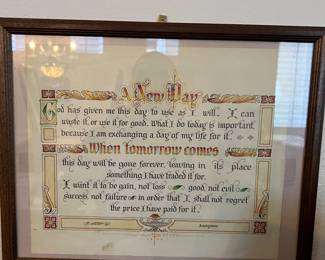 A New Day
God has given me this day to use as I will. I can
waste it, or use it for good. What I do today is important,
because I am exchanging a day of my life for it.
When tomorrow comes
this day will be gone forever, leaving in its place
something I have traded it for.
I want it to be gain, not loss good, not evil
success, not failure in order that I shall not regret
the price I have paid for it.
Anonymous